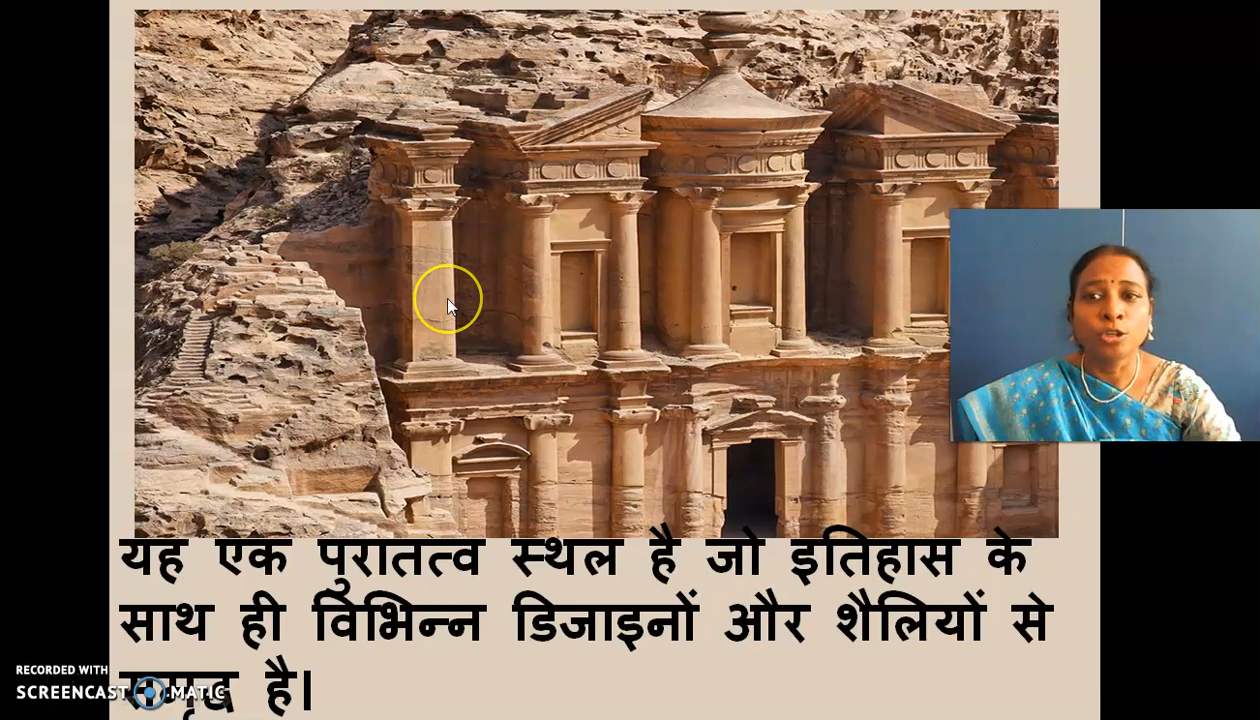 यह एक पुरातत्व स्थल है जो इतिहास के
साथ ही विभिन्न डिजाइनों और शैलियों से
है।
RECORDED WITH
SCREENCAST MATIC